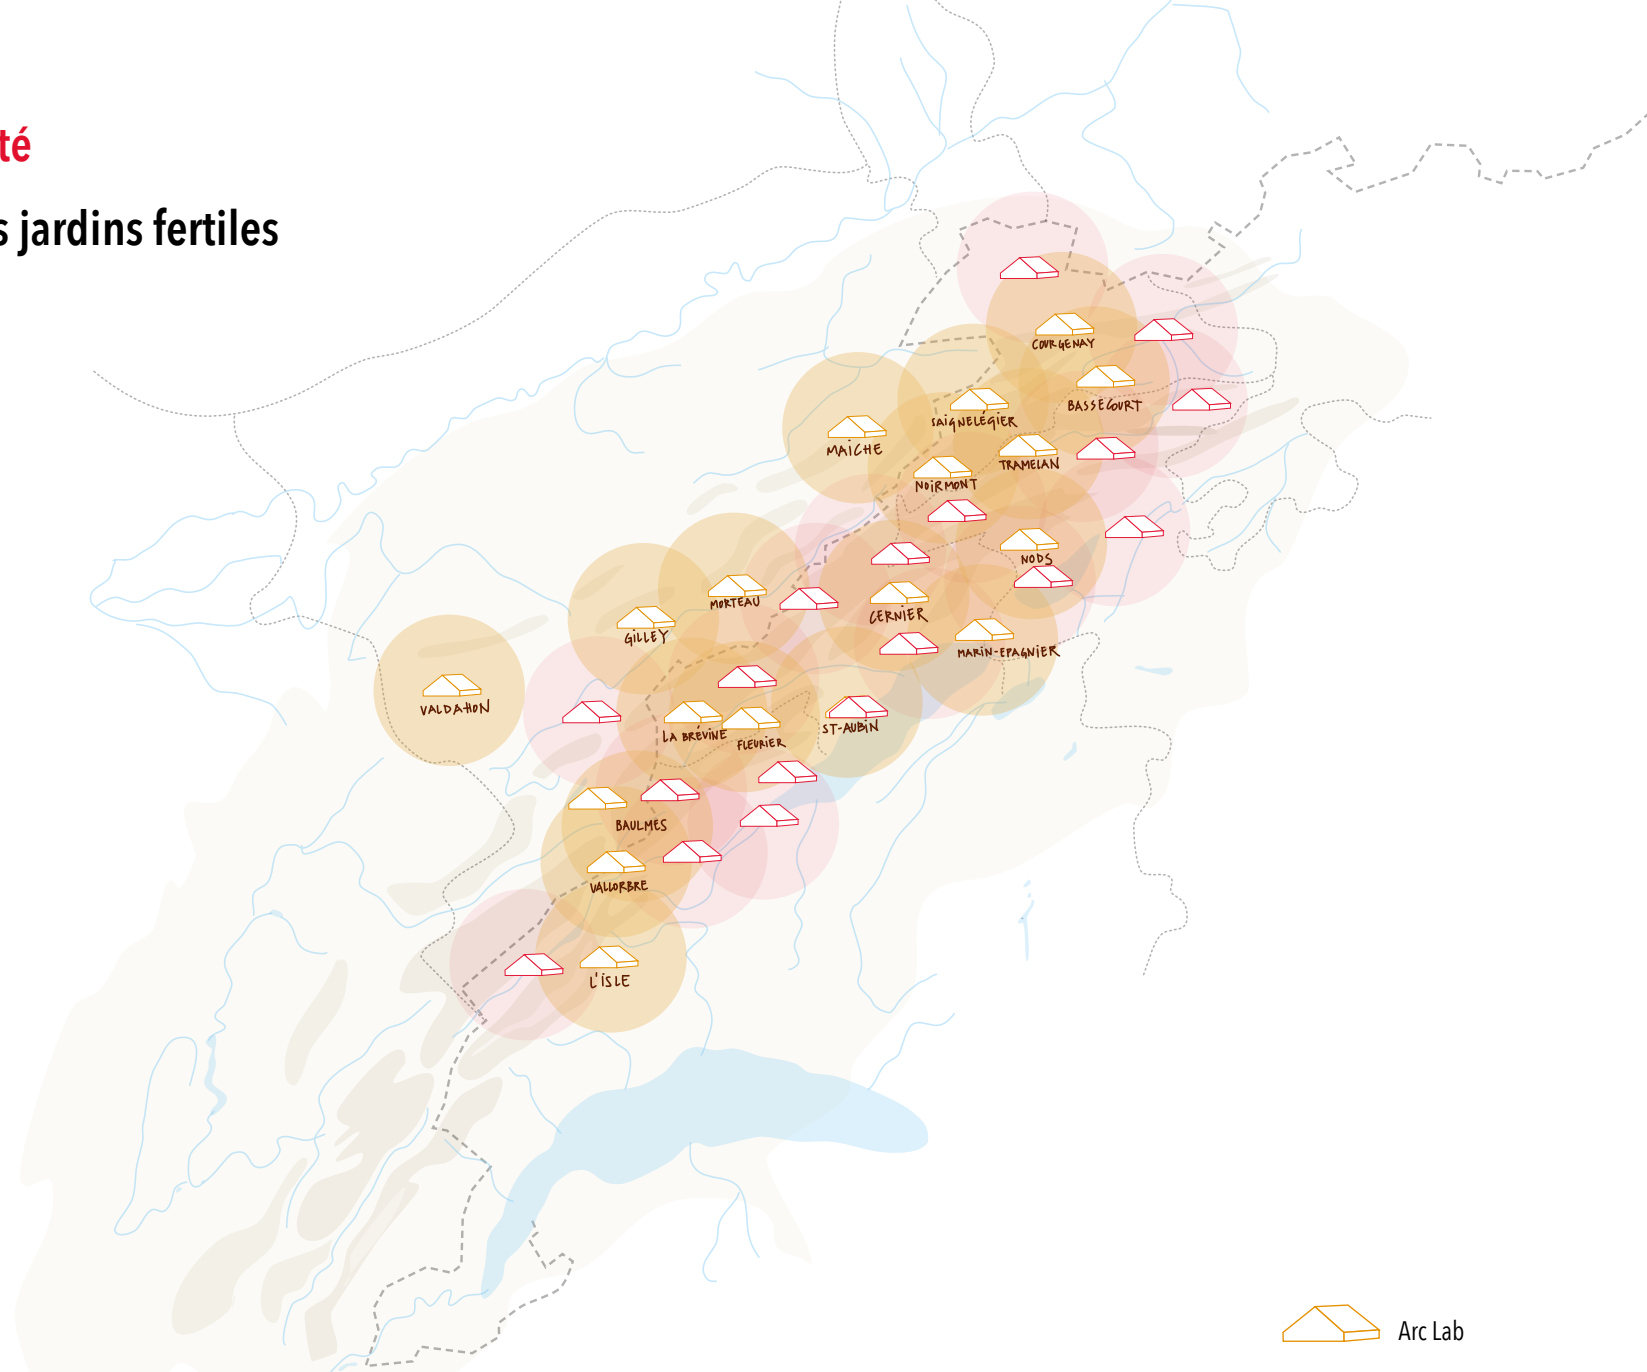 té
s jardins fertiles
COURGENAY
BASSECOURT
SAIGNELÉGIER
MAICHE
TRAMELAN
NOIRMONT
NODS
MORTEAU
CERNIER
GILLEY
MARIN-EPAGNIER
VALDAHON
ST-AUBIN
LA BRÉVINE
FLEURIER
BAULMES
VALLORBRE
L'ISLE
Arc Lab